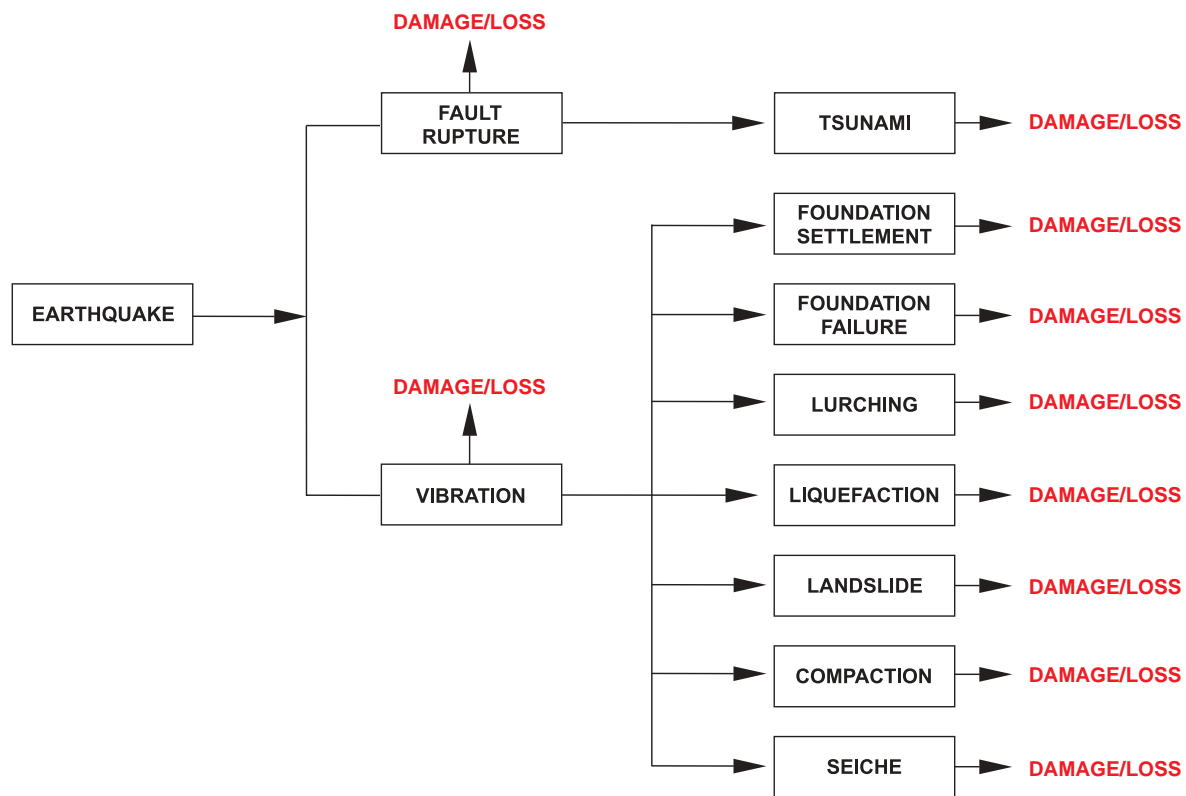 DAMAGE/LOSS
FAULT
RUPTURE
TSUNAMI
DAMAGE/LOSS
FOUNDATION
SETTLEMENT
DAMAGE/LOSS
EARTHQUAKE
FOUNDATION
FAILURE
DAMAGE/LOSS
DAMAGE/LOSS
LURCHING
DAMAGE/LOSS
VIBRATION
LIQUEFACTION
DAMAGE/LOSS
LANDSLIDE
DAMAGE/LOSS
COMPACTION
DAMAGE/LOSS
SEICHE
DAMAGE/LOSS